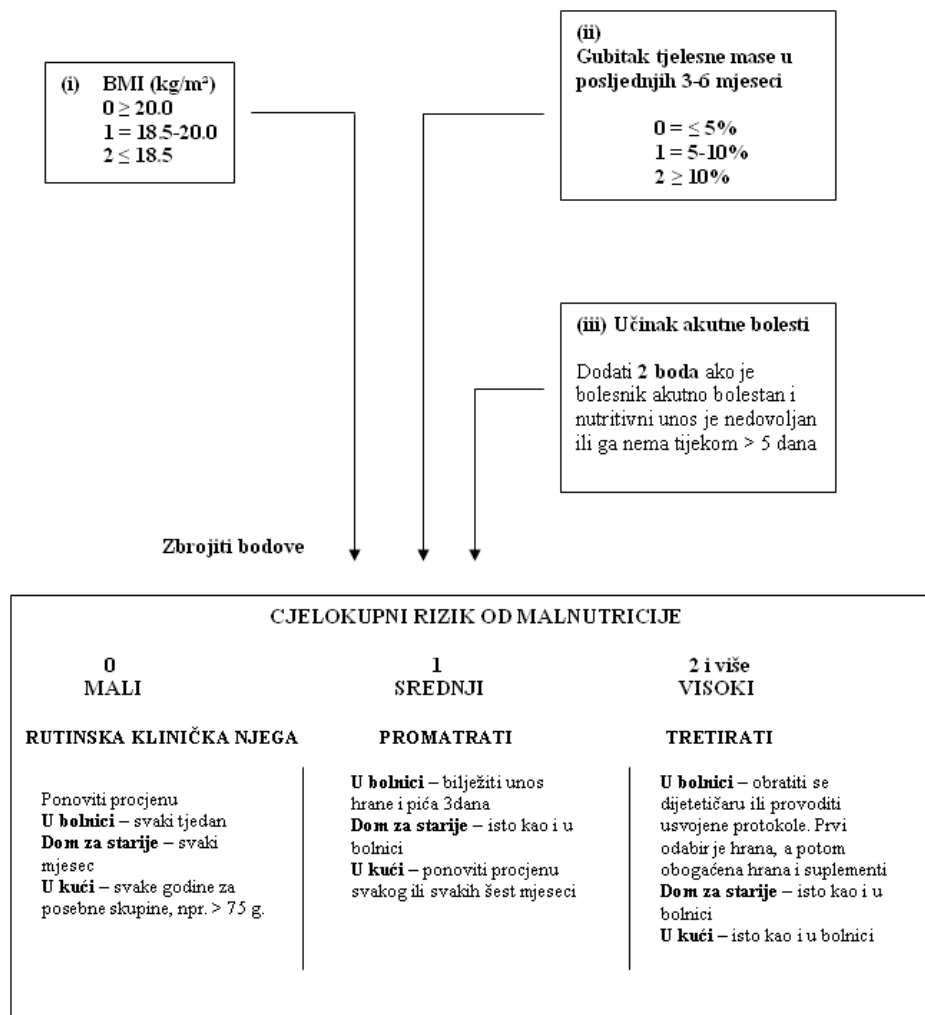 (i) BMI (kg/m²)
0 ≥ 20.0
1 = 18.5-20.0
2 ≤ 18.5
(ii)
Gubitak tjelesne mase u
posljednjih 3-6 mjeseci
0 = ≤ 5%
1 = 5-10%
2 ≥ 10%
(iii) Učinak akutne bolesti
Dodati 2 boda ako je
bolesnik akutno bolestan i
nutritivni unos je nedovoljan
ili ga nema tijekom > 5 dana
Zbrojiti bodove
CJELOKUPNI RIZIK OD MALNUTRICIJE
0
MALI
RUTINSKA KLINIČKA NJEGA
Ponoviti procjenu
U bolnici – svaki tjedan
Dom za starije – svaki
mjesec
U kući – svake godine za
posebne skupine, npr. > 75 g.
1
SREDNJI
PROMATRATI
U bolnici – bilježiti unos
hrane i pića 3dana
Dom za starije – isto kao i u
bolnici
U kući – ponoviti procjenu
svakog ili svakih šest mjeseci
2 i više
VISOKI
TRETIRATI
U bolnici – obratiti se
dijetetičaru ili provoditi
usvojene protokole. Prvi
odabir je hrana, a potom
obogaćena hrana i suplementi
Dom za starije – isto kao i u
bolnici
U kući – isto kao i u bolnici